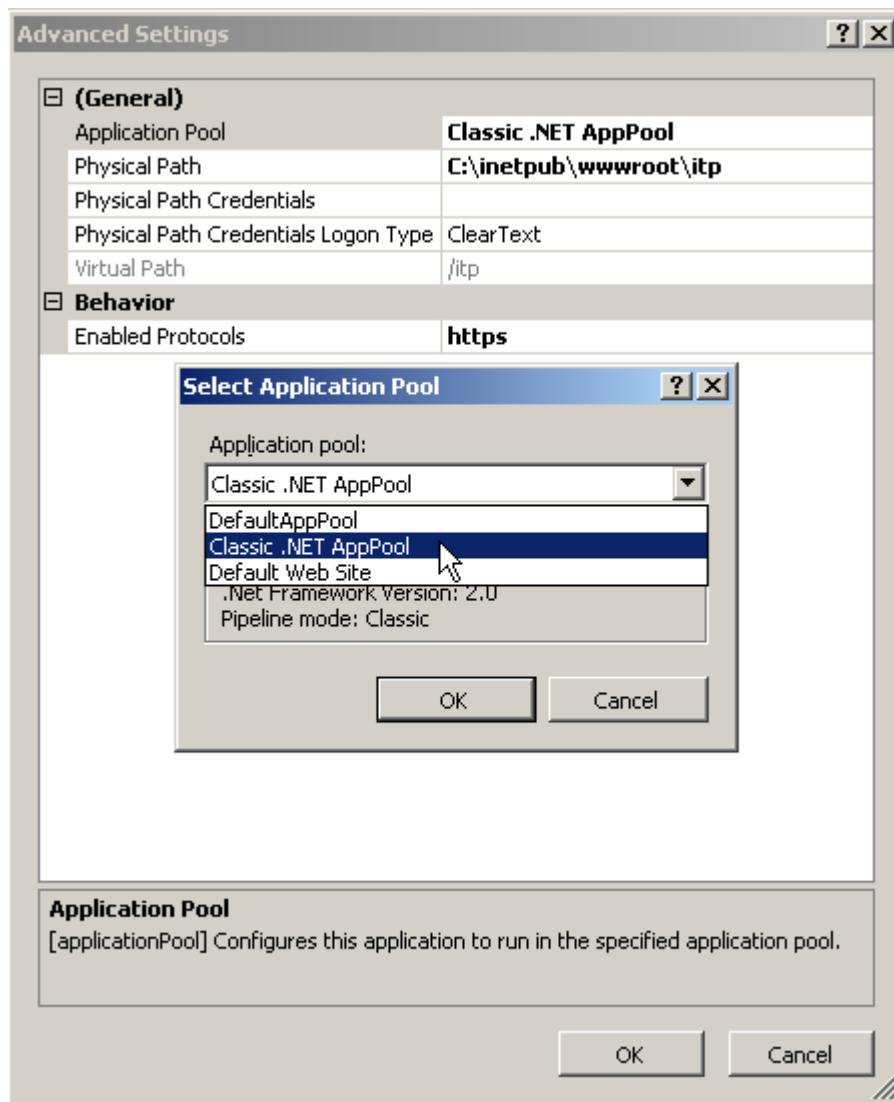 Advanced Settings
(General)
Application Pool Classic .NET AppPool
Physical Path C:\inetpub\wwwroot\itp
Physical Path Credentials
Physical Path Credentials Logon Type ClearText
Virtual Path /itp
Behavior
Enabled Protocols https
Select Application Pool
Application pool:
Classic .NET AppPool
DefaultAppPool
Classic .NET AppPool
Default Web Site
.Net Framework Version: 2.0
Pipeline mode: Classic
OK Cancel
Application Pool
[applicationPool] Configures this application to run in the specified application pool.
OK Cancel